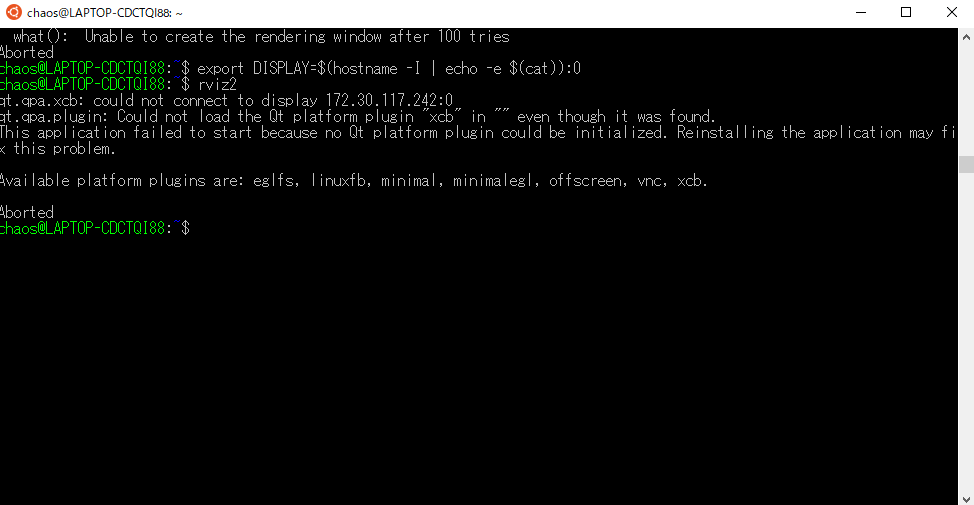 chaos@LAPTOP-CDCTQI88: ~
what():  Unable to create the rendering window after 100 tries
Aborted
chaos@LAPTOP-CDCTQI88:~$ export DISPLAY=$(hostname -I | echo -e $(cat)):0
chaos@LAPTOP-CDCTQI88:~$ rviz2
qt.qpa.xcb: could not connect to display 172.30.117.242:0
qt.qpa.plugin: Could not load the Qt platform plugin "xcb" in "" even though it was found.
This application failed to start because no Qt platform plugin could be initialized. Reinstalling the application may fi
x this problem.
Available platform plugins are: eglfs, linuxfb, minimal, minimalegl, offscreen, vnc, xcb.
Aborted
chaos@LAPTOP-CDCTQI88:~$